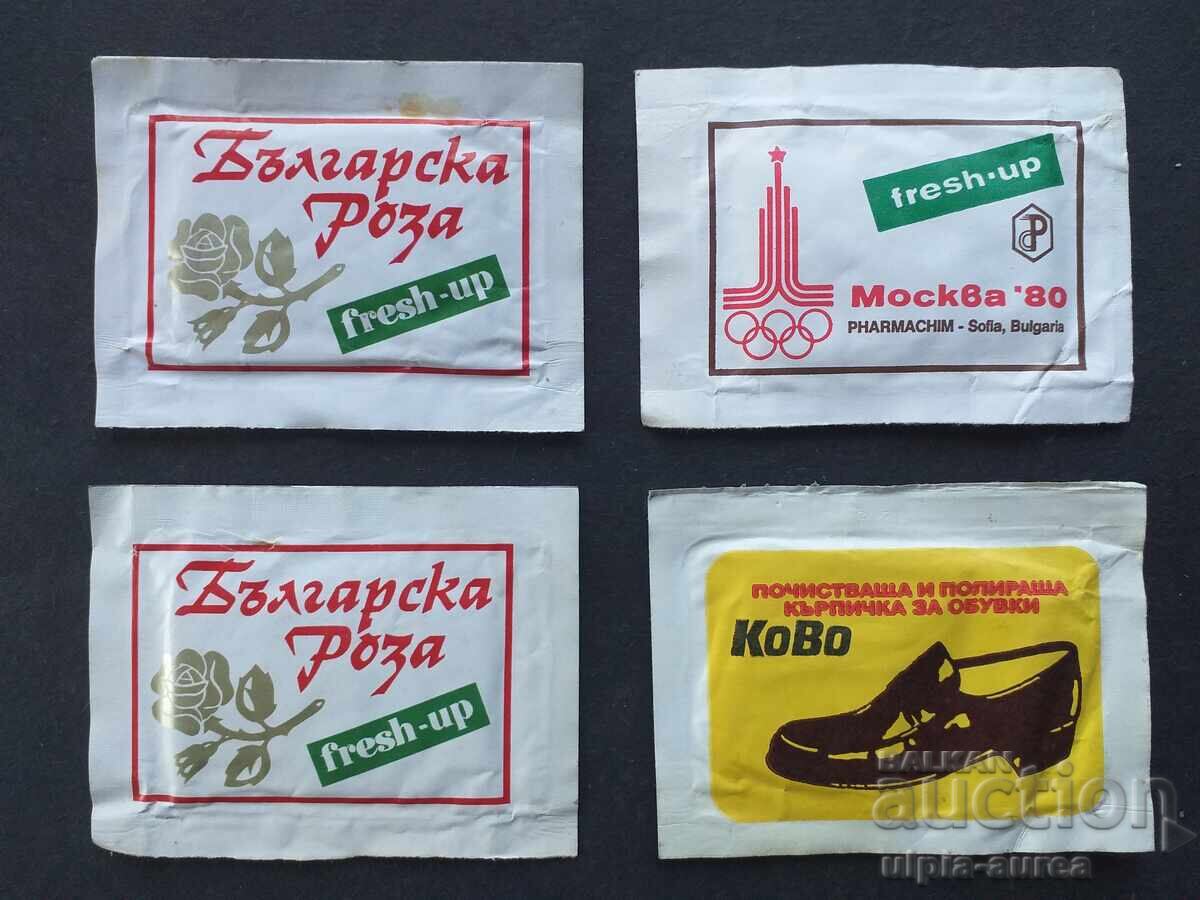 Българска
Роза
fresh-up
fresh-up
Москва '80
PHARMACHIM - Sofia, Bulgaria
Българска
Роза
fresh-up
ПОЧИСТВАЩА И ПОЛИРАЩА
КЪРПИЧКА ЗА ОБУВКИ
КоВо
BALKAN
auction
ulpia-aurea